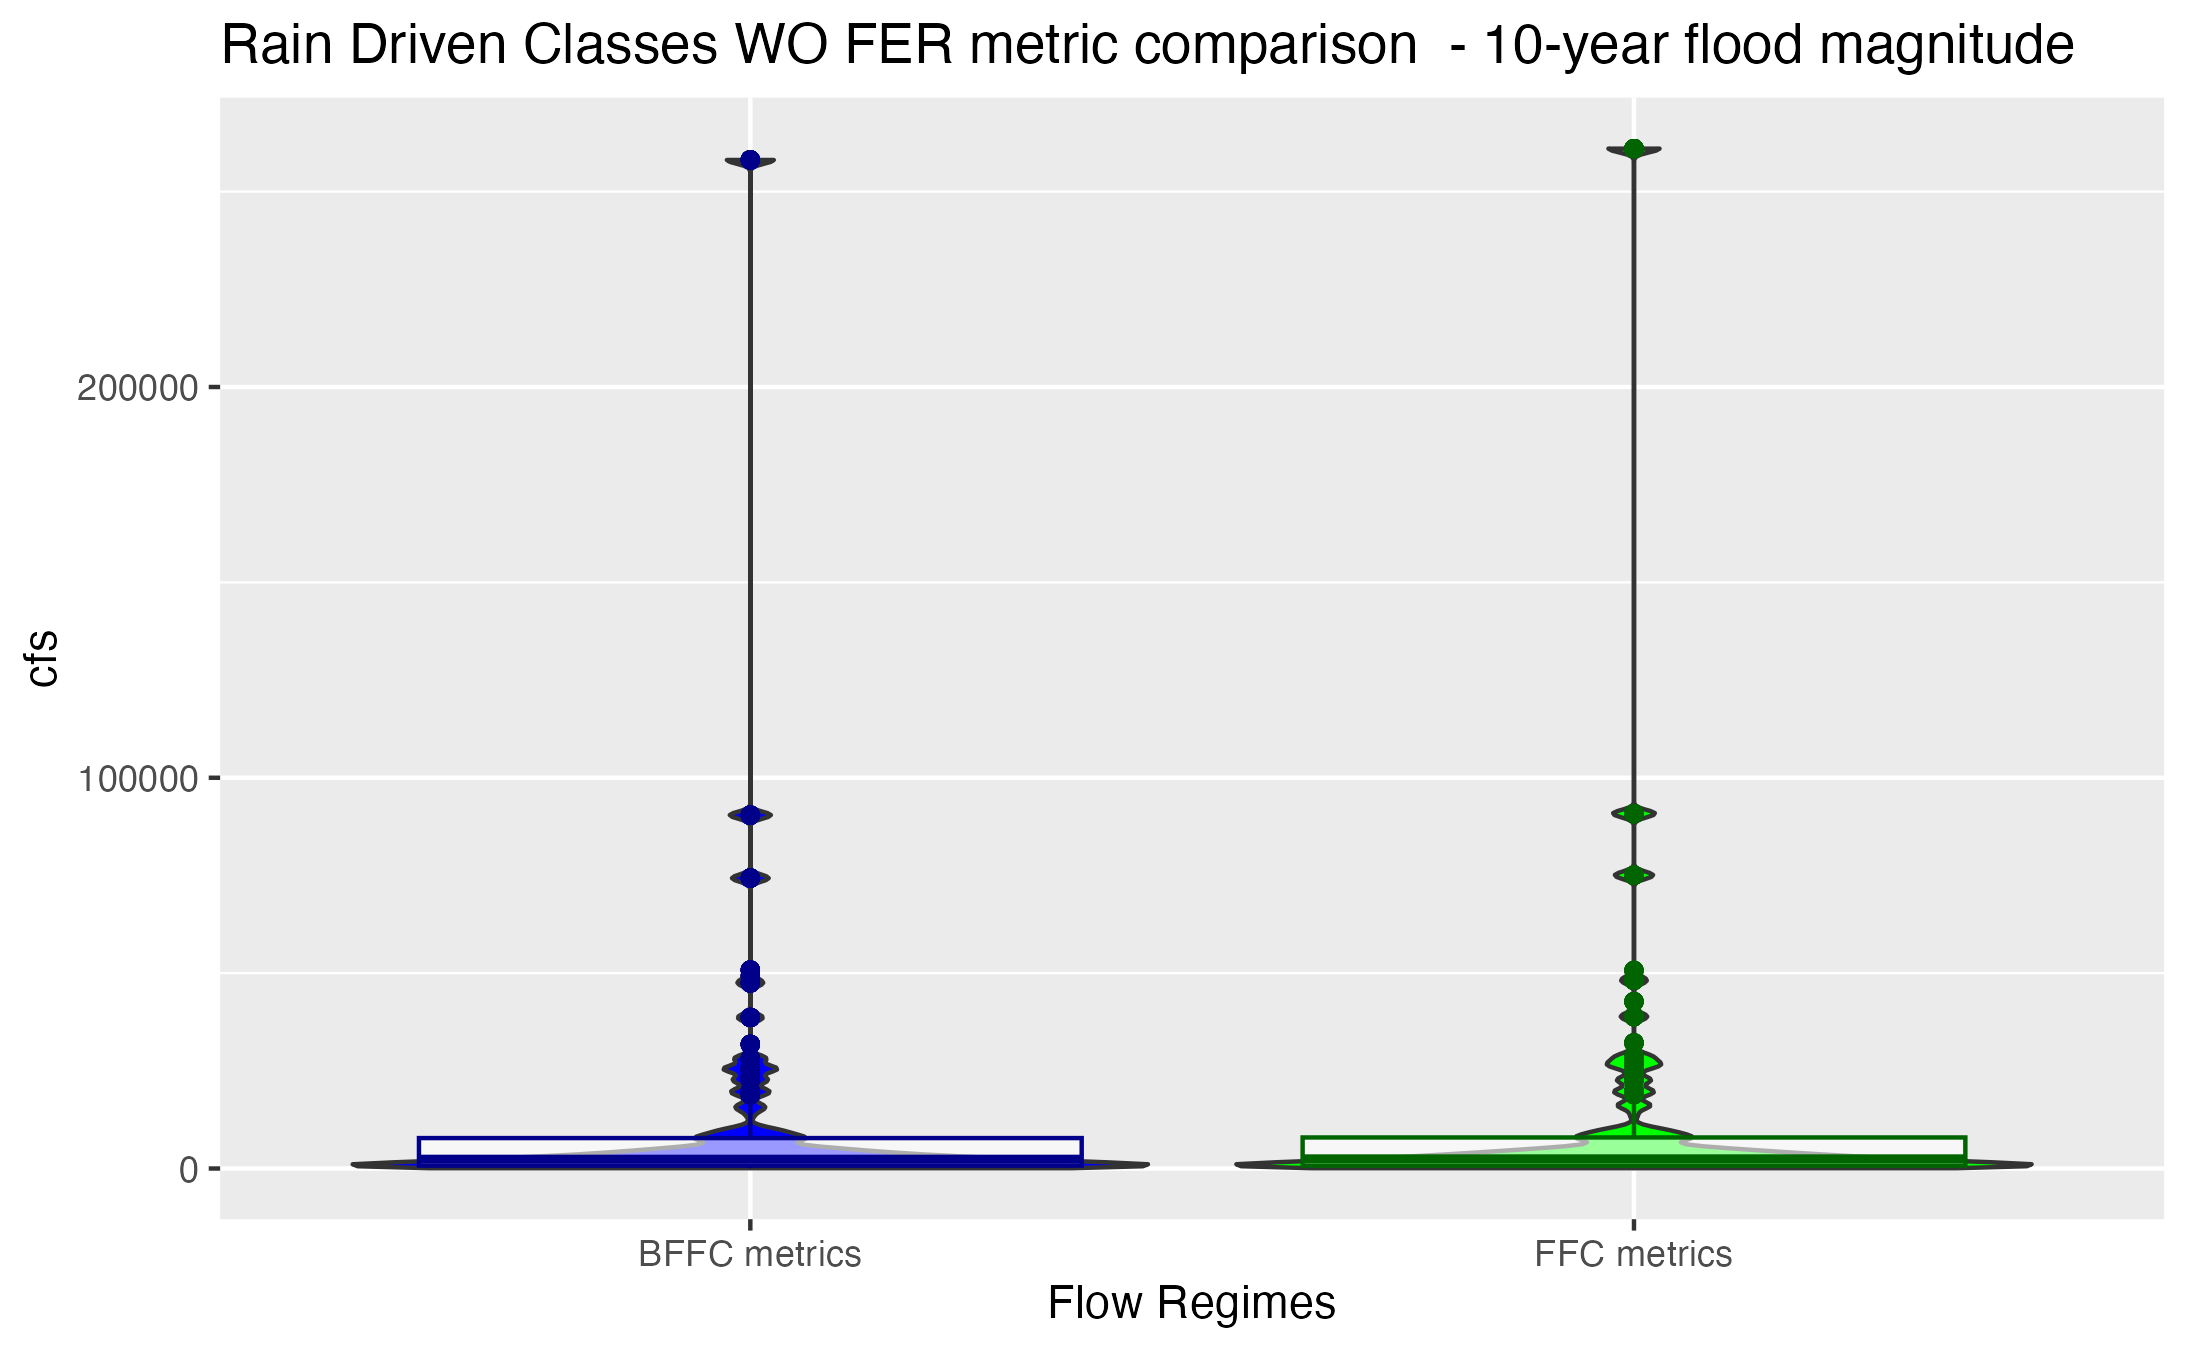 Rain Driven Classes WO FER metric comparison  - 10-year flood magnitude
cfs
200000
100000
0
BFFC metrics
FFC metrics
Flow Regimes